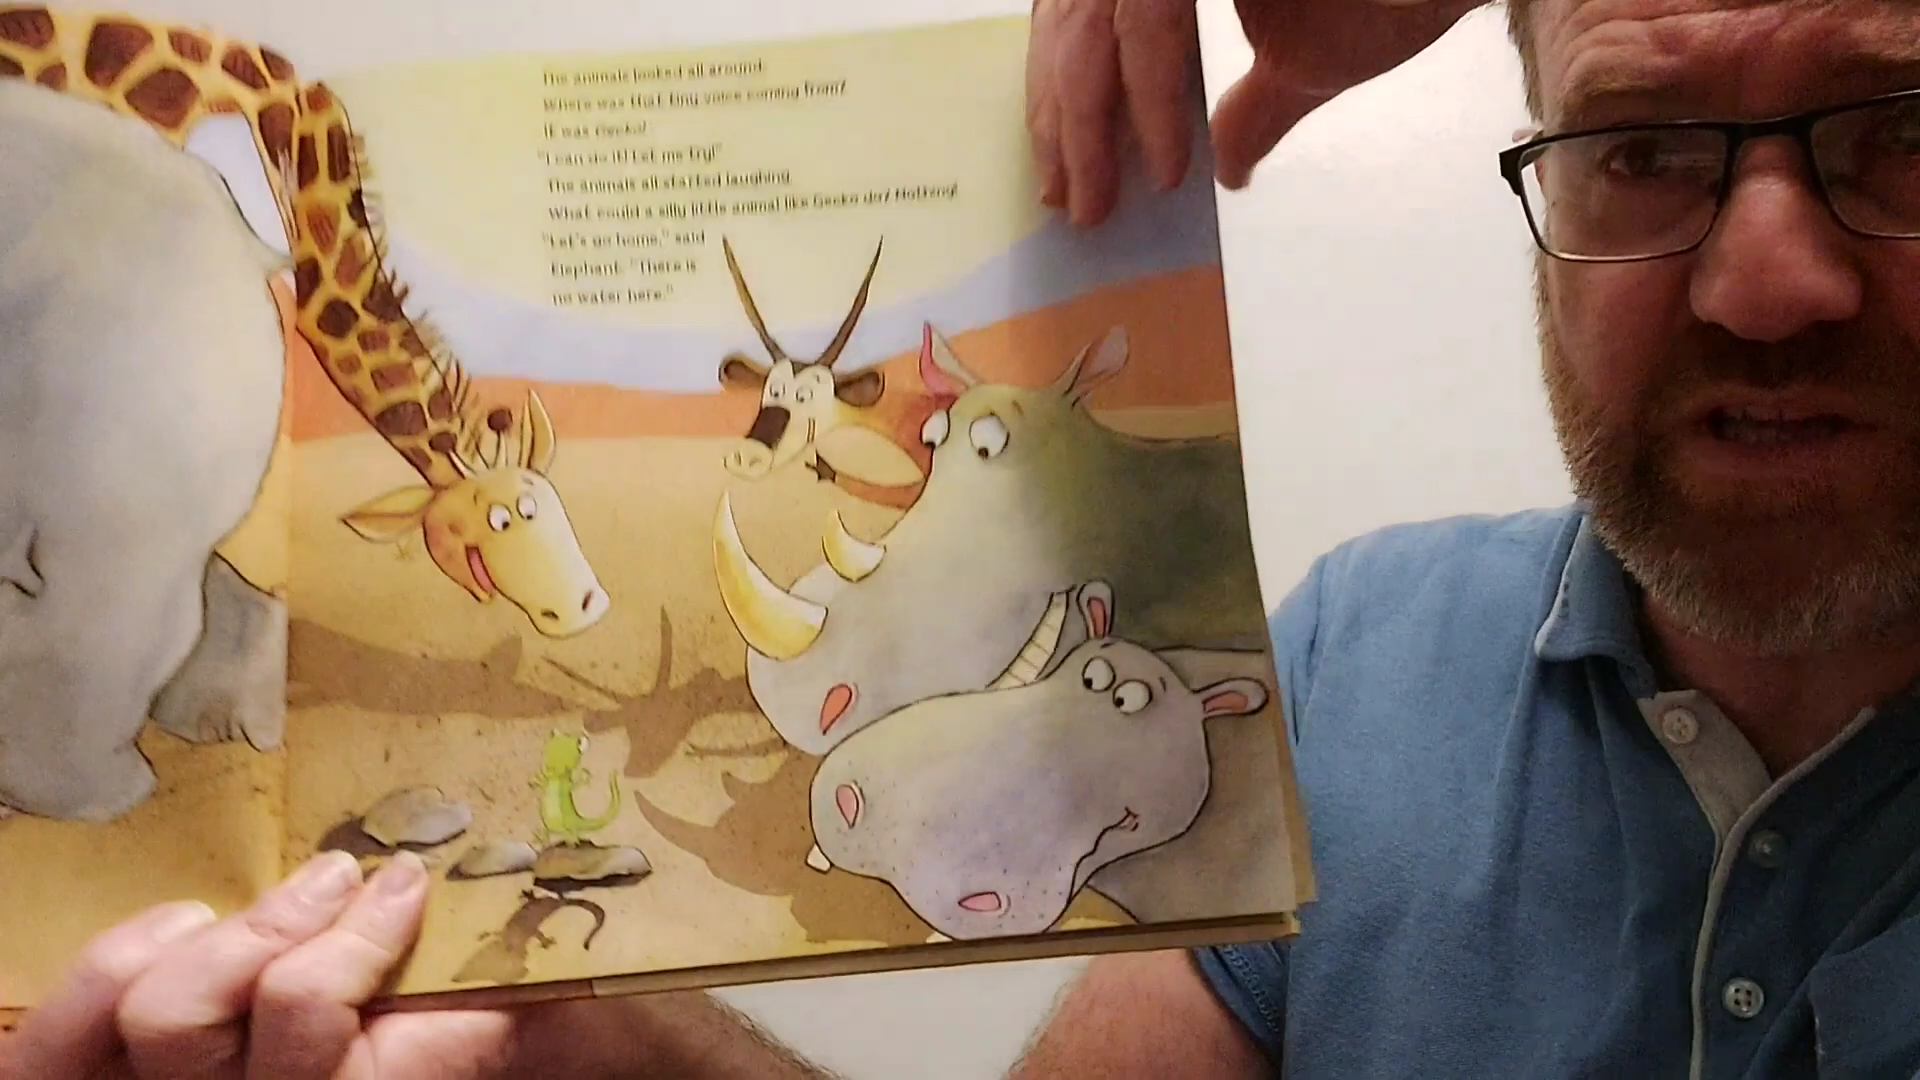 The animals looked all around.
Where was that tiny voice coming from?
It was Gecko!
"I can do it! Let me try!"
The animals all started laughing.
What could a silly little animal like Gecko do? Nothing!
"Let's go home," said
Elephant. "There is
no water here."